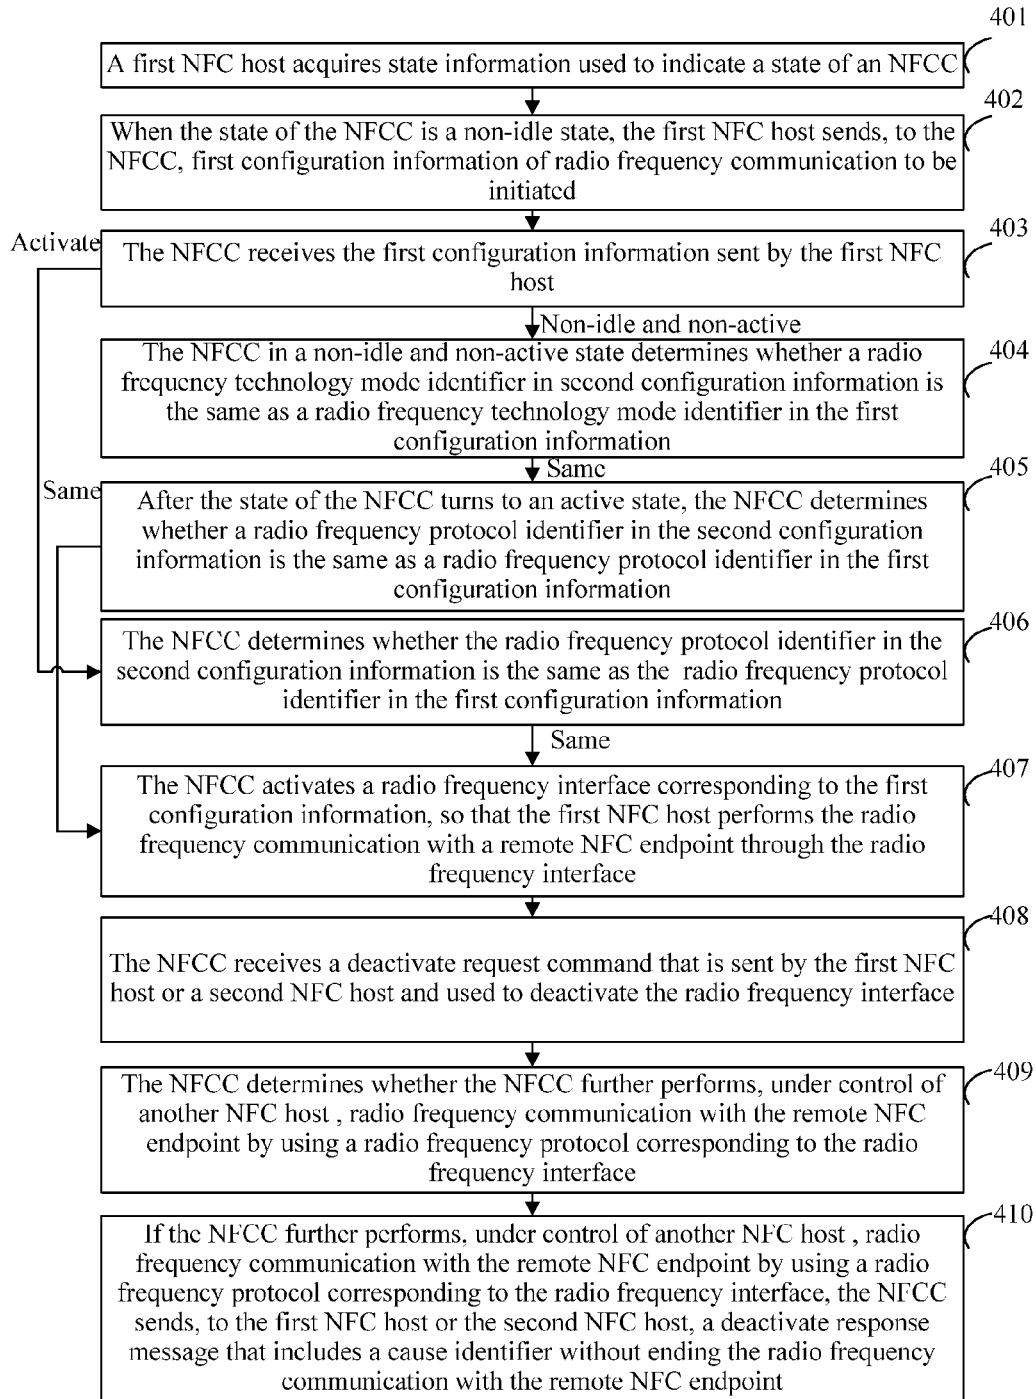 401
A first NFC host acquires state information used to indicate a state of an NFCC
402
When the state of the NFCC is a non-idle state, the first NFC host sends, to the
NFCC, first configuration information of radio frequency communication to be
initiated
Activate
403
The NFCC receives the first configuration information sent by the first NFC
host
Non-idle and non-active
404
The NFCC in a non-idle and non-active state determines whether a radio
frequency technology mode identifier in second configuration information is
the same as a radio frequency technology mode identifier in the first
configuration information
Same
405
Same
After the state of the NFCC turns to an active state, the NFCC determines
whether a radio frequency protocol identifier in the second configuration
information is the same as a radio frequency protocol identifier in the first
configuration information
406
The NFCC determines whether the radio frequency protocol identifier in the
second configuration information is the same as the radio frequency protocol
identifier in the first configuration information
Same
407
The NFCC activates a radio frequency interface corresponding to the first
configuration information, so that the first NFC host performs the radio
frequency communication with a remote NFC endpoint through the radio
frequency interface
408
The NFCC receives a deactivate request command that is sent by the first NFC
host or a second NFC host and used to deactivate the radio frequency interface
409
The NFCC determines whether the NFCC further performs, under control of
another NFC host , radio frequency communication with the remote NFC
endpoint by using a radio frequency protocol corresponding to the radio
frequency interface
410
If the NFCC further performs, under control of another NFC host , radio
frequency communication with the remote NFC endpoint by using a radio
frequency protocol corresponding to the radio frequency interface, the NFCC
sends, to the first NFC host or the second NFC host, a deactivate response
message that includes a cause identifier without ending the radio frequency
communication with the remote NFC endpoint